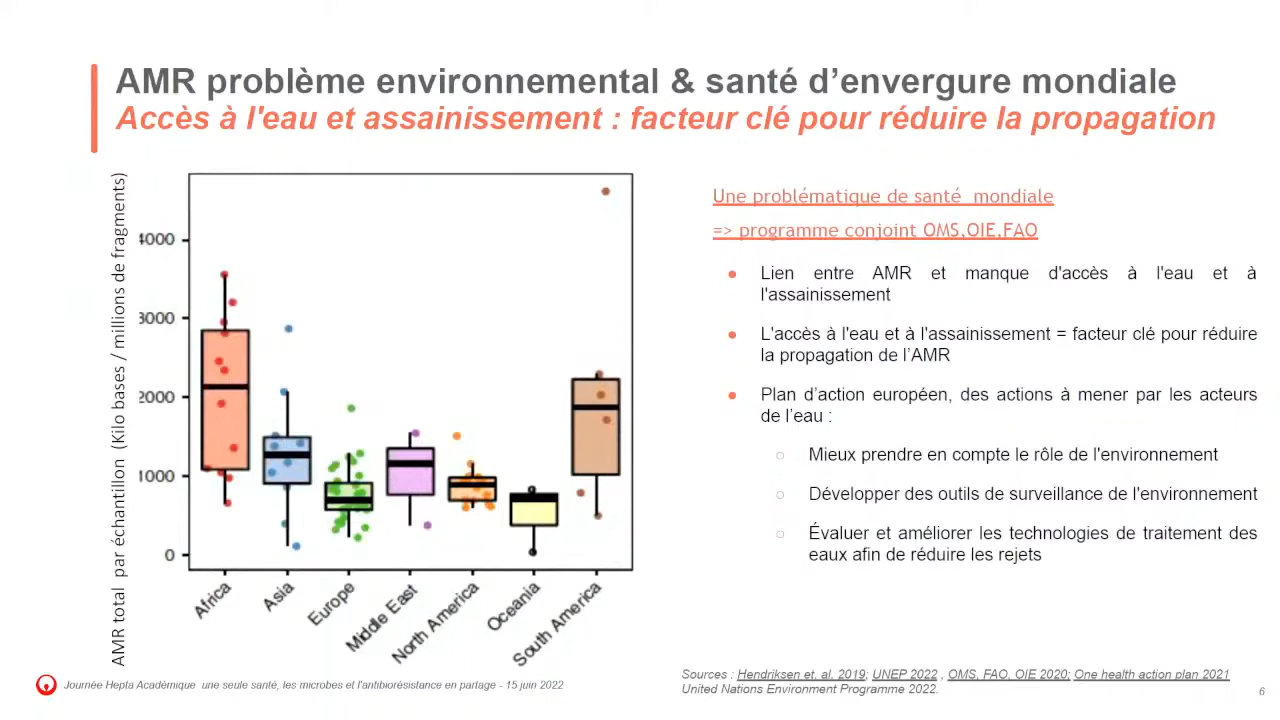 AMR problème environnemental & santé d’envergure mondiale
Accès à l'eau et assainissement : facteur clé pour réduire la propagation
AMR total par échantillon (Kilo bases / millions de fragments)
4000
3000
2000
1000
0
Africa
Asia
Europe
Middle East
North America
Oceania
South America
Une problématique de santé mondiale
=> programme conjoint OMS,OIE,FAO
● Lien entre AMR et manque d'accès à l'eau et à
l'assainissement
● L'accès à l'eau et à l'assainissement = facteur clé pour réduire
la propagation de l’AMR
● Plan d’action européen, des actions à mener par les acteurs
de l’eau :
○ Mieux prendre en compte le rôle de l'environnement
○ Développer des outils de surveillance de l'environnement
○ Évaluer et améliorer les technologies de traitement des
eaux afin de réduire les rejets
Journée Hepta Académique une seule santé, les microbes et l'antibiorésistance en partage - 15 juin 2022
Sources : Hendriksen et. al. 2019; UNEP 2022 , OMS, FAO, OIE 2020; One health action plan 2021
United Nations Environment Programme 2022.
6